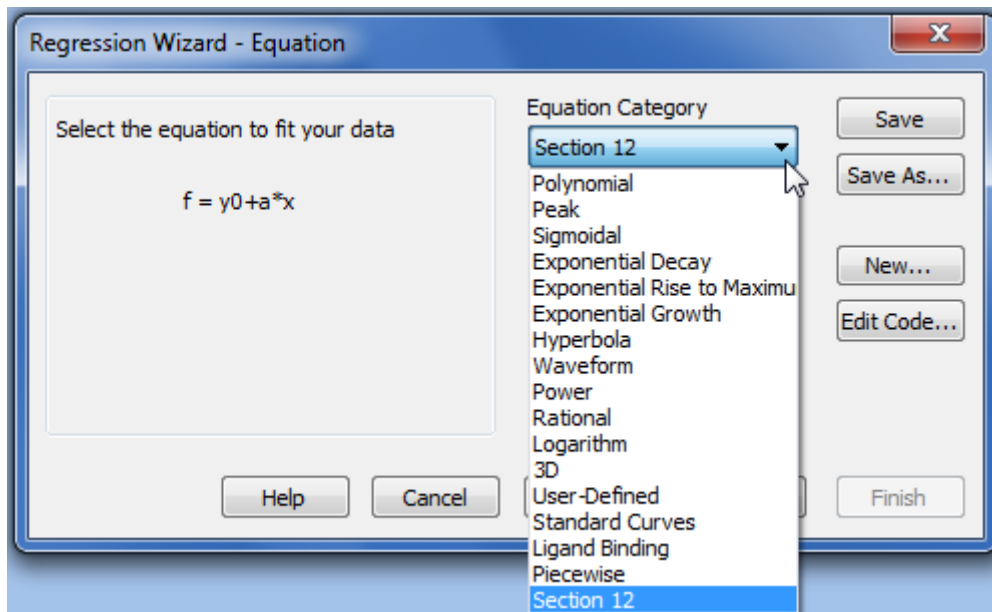 Regression Wizard - Equation
Select the equation to fit your data
f = y0+a*x
Equation Category
Section 12
Polynomial
Peak
Sigmoidal
Exponential Decay
Exponential Rise to Maximu
Exponential Growth
Hyperbola
Waveform
Power
Rational
Logarithm
3D
User-Defined
Standard Curves
Ligand Binding
Piecewise
Section 12
Save
Save As...
New...
Edit Code...
Help
Cancel
Finish